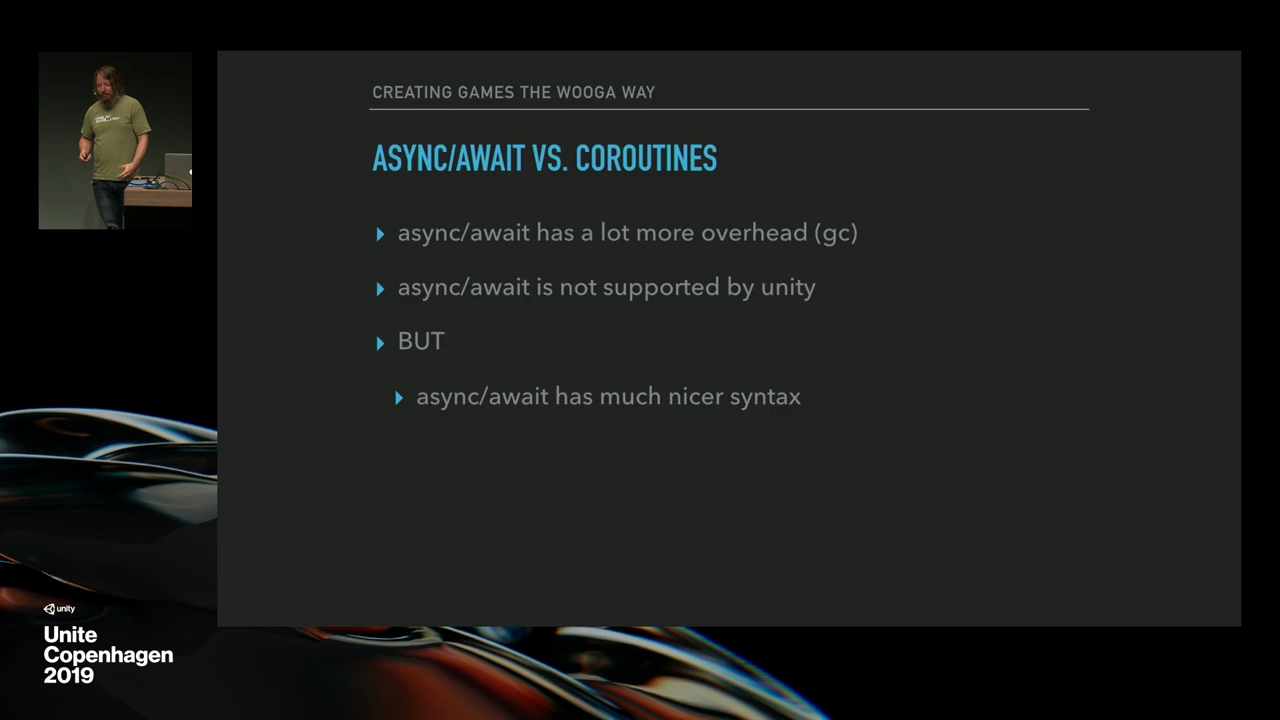 CREATING GAMES THE WOOGA WAY
ASYNC/AWAIT VS. COROUTINES
async/await has a lot more overhead (gc)
async/await is not supported by unity
BUT
async/await has much nicer syntax
unity
Unite
Copenhagen
2019